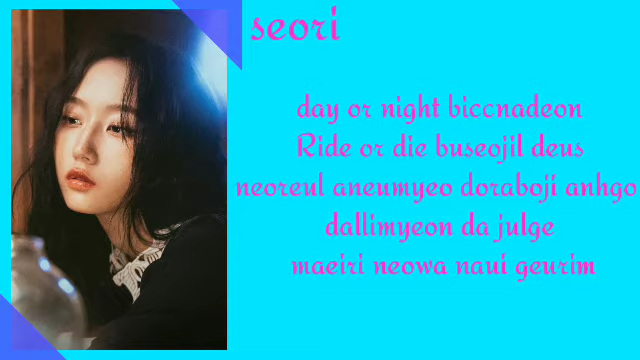 seori
day or night biccnadeon
Ride or die buseojil deus
neoreul aneumyeo doraboji anhgo
dallimyeon da julge
maeiri neowa naui geurim